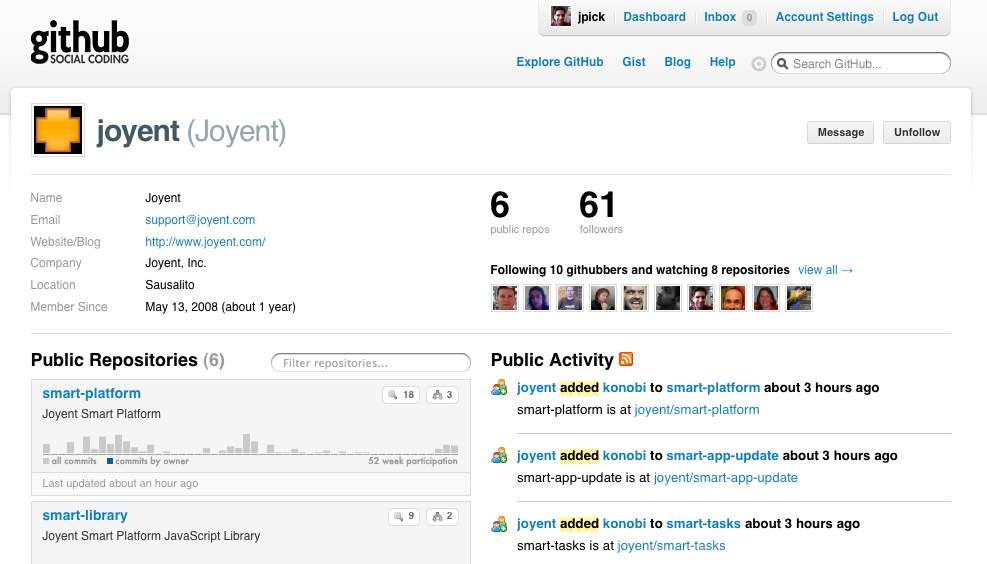 github
SOCIAL CODING
jpick Dashboard Inbox 0 Account Settings Log Out
Explore GitHub Gist Blog Help Search GitHub...
joyent (Joyent)
Message Unfollow
Name Joyent
Email support@joyent.com
Website/Blog http://www.joyent.com/
Company Joyent, Inc.
Location Sausalito
Member Since May 13, 2008 (about 1 year)
6 public repos
61 followers
Following 10 githubbers and watching 8 repositories view all →
Public Repositories (6) Filter repositories...
smart-platform 18 3
Joyent Smart Platform
all commits commits by owner 52 week participation
Last updated about an hour ago
smart-library 9 2
Joyent Smart Platform JavaScript Library
Public Activity
joyent added konobi to smart-platform about 3 hours ago
smart-platform is at joyent/smart-platform
joyent added konobi to smart-app-update about 3 hours ago
smart-app-update is at joyent/smart-app-update
joyent added konobi to smart-tasks about 3 hours ago
smart-tasks is at joyent/smart-tasks